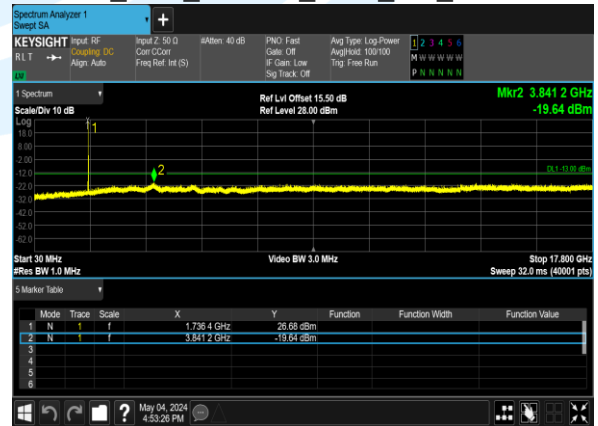 Spectrum Analyzer 1
Swept SA
+
KEYSIGHT
RLT
LW
Input: RF
Coupling: DC
Align: Auto
Input Z: 50 Ω
Corr CCorr
Freq Ref: Int (S)
#Atten: 40 dB
PNO: Fast
Gate: Off
IF Gain: Low
Sig Track: Off
Avg Type: Log-Power
Avg|Hold: 100/100
Trig: Free Run
1 2 3 4 5 6
M W W W W W
P N N N N N
1 Spectrum
Scale/Div 10 dB
Ref Lvl Offset 15.50 dB
Ref Level 28.00 dBm
Mkr2 3.841 2 GHz
-19.64 dBm
Log
18.0
8.00
-2.00
-12.0
-22.0
-32.0
-42.0
-52.0
-62.0
1
2
DL1 -13.00 dBm
Start 30 MHz
#Res BW 1.0 MHz
Video BW 3.0 MHz
Stop 17.800 GHz
Sweep 32.0 ms (40001 pts)
5 Marker Table
Mode Trace Scale X Y Function Function Width Function Value
1 N 1 f 1.736 4 GHz 26.68 dBm
2 N 1 f 3.841 2 GHz -19.64 dBm
3
4
5
6
?
May 04, 2024
4:53:26 PM